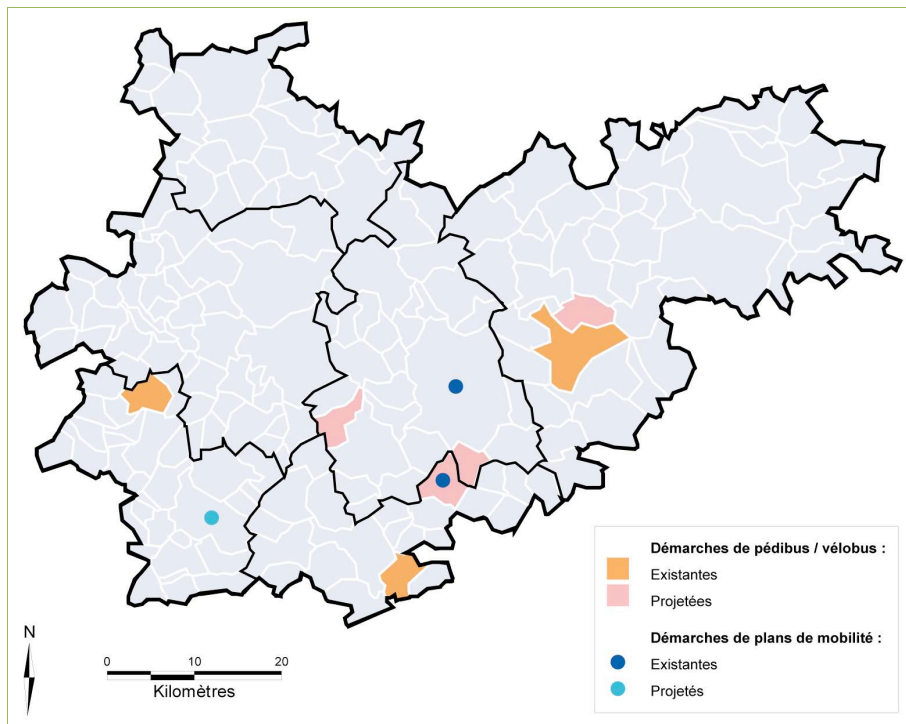 Démarches de pédibus / vélobus :
Existantes
Projetées
Démarches de plans de mobilité :
Existantes
Projetés
N
0 10 20
Kilomètres